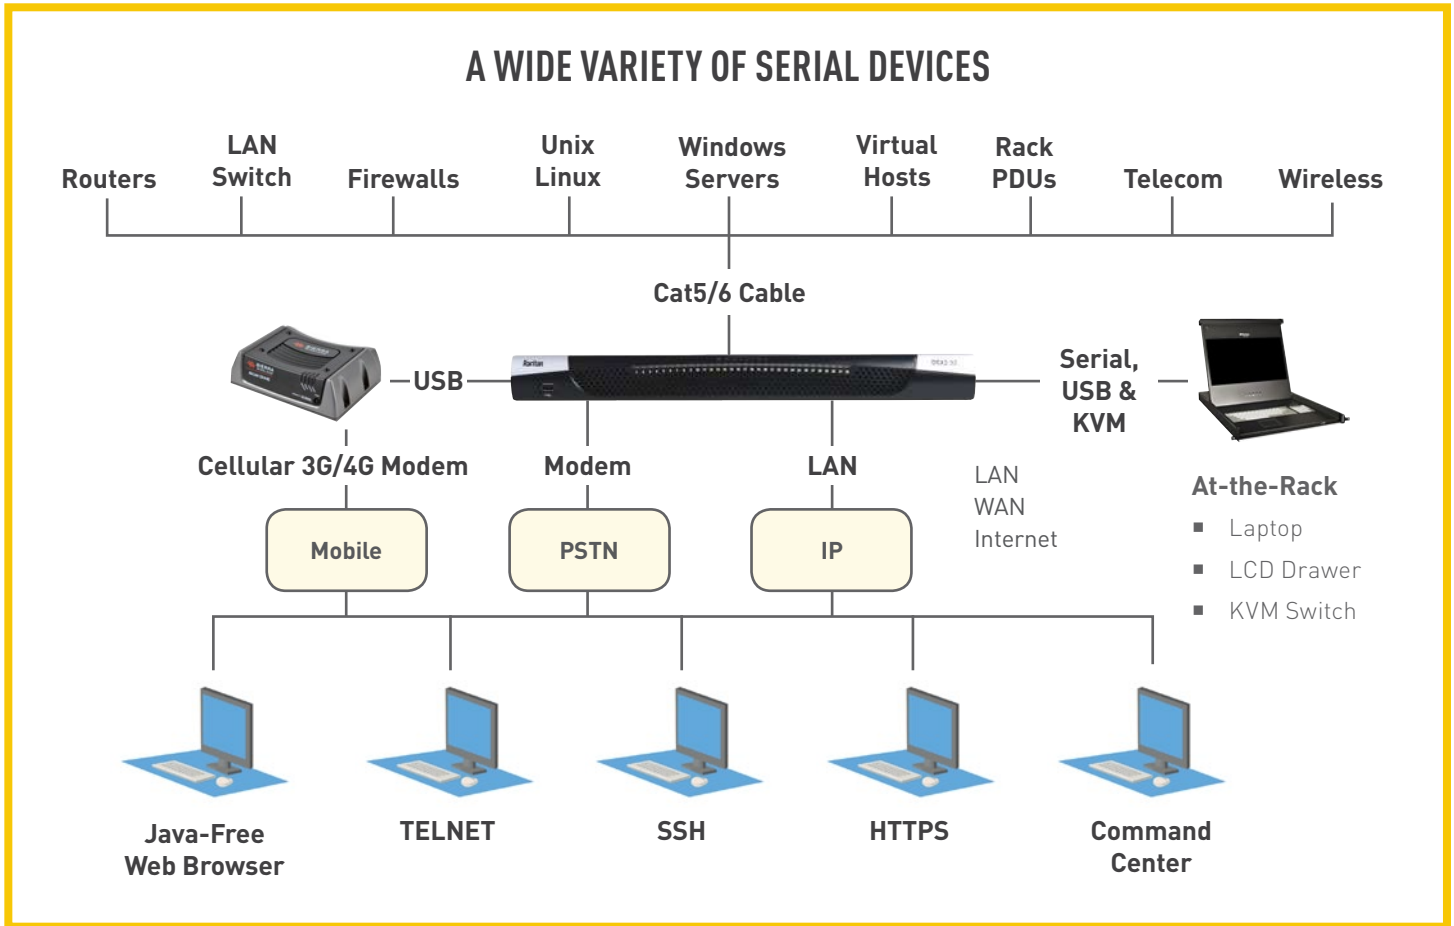 A WIDE VARIETY OF SERIAL DEVICES
Routers
LAN
Switch
Firewalls
Unix
Linux
Windows
Servers
Virtual
Hosts
Rack
PDUs
Telecom
Wireless
Cat5/6 Cable
USB
Raritan
Serial,
USB &
KVM
Cellular 3G/4G Modem
Modem
LAN
LAN
WAN
Internet
At-the-Rack
▪ Laptop
▪ LCD Drawer
▪ KVM Switch
Mobile
PSTN
IP
Java-Free
Web Browser
TELNET
SSH
HTTPS
Command
Center